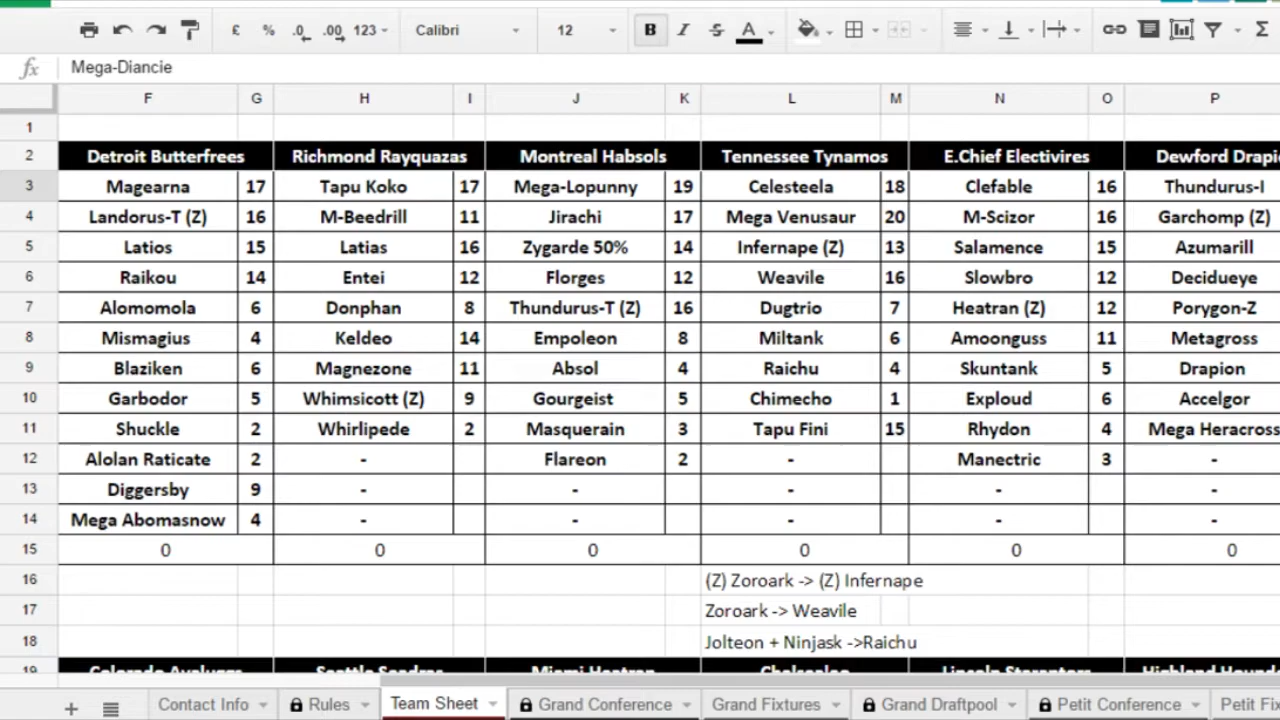 £ % .0 .00 123 Calibri 12 B I S A Σ
fx Mega-Diancie
F G H I J K L M N O P
1
2 Detroit Butterfrees Richmond Rayquazas Montreal Habsols Tennessee Tynamos E.Chief Electivires Dewford Drapi
3 Magearna 17 Tapu Koko 17 Mega-Lopunny 19 Celesteela 18 Clefable 16 Thundurus-I
4 Landorus-T (Z) 16 M-Beedrill 11 Jirachi 17 Mega Venusaur 20 M-Scizor 16 Garchomp (Z)
5 Latios 15 Latias 16 Zygarde 50% 14 Infernape (Z) 13 Salamence 15 Azumarill
6 Raikou 14 Entei 12 Florges 12 Weavile 16 Slowbro 12 Decidueye
7 Alomomola 6 Donphan 8 Thundurus-T (Z) 16 Dugtrio 7 Heatran (Z) 12 Porygon-Z
8 Mismagius 4 Keldeo 14 Empoleon 8 Miltank 6 Amoonguss 11 Metagross
9 Blaziken 6 Magnezone 11 Absol 4 Raichu 4 Skuntank 5 Drapion
10 Garbodor 5 Whimsicott (Z) 9 Gourgeist 5 Chimecho 1 Exploud 6 Accelgor
11 Shuckle 2 Whirlipede 2 Masquerain 3 Tapu Fini 15 Rhydon 4 Mega Heracross
12 Alolan Raticate 2 - Flareon 2 - Manectric 3 -
13 Diggersby 9 - - - - -
14 Mega Abomasnow 4 - - - - -
15 0 0 0 0 0 0
16 (Z) Zoroark -> (Z) Infernape
17 Zoroark -> Weavile
18 Jolteon + Ninjask ->Raichu
19
+ Contact Info Rules Team Sheet Grand Conference Grand Fixtures Grand Draftpool Petit Conference Petit Fi